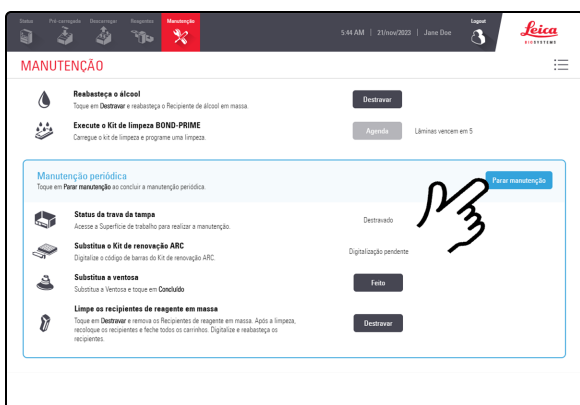 Status Pré-carregado Descarregar Reagentes Manutenção
5:44 AM | 21/nov/2023 | Jane Doe
Logout
Leica
BIOSYSTEMS
MANUTENÇÃO
Reabasteça o álcool
Toque em Destravar e reabasteça o Recipiente de álcool em massa.
Destravar
Execute o Kit de limpeza BOND-PRIME
Carregue o kit de limpeza e programe uma limpeza.
Agenda
Lâminas vencem em 5
Manutenção periódica
Toque em Parar manutenção ao concluir a manutenção periódica.
Parar manutenção
Status da trava da tampa
Acesse a Superfície de trabalho para realizar a manutenção.
Destravado
Substitua o Kit de renovação ARC
Digitalize o código de barras do Kit de renovação ARC.
Digitalização pendente
Substitua a ventosa
Substitua a Ventosa e toque em Concluído
Feito
Limpe os recipientes de reagente em massa
Toque em Destravar e remova os Recipientes de reagente em massa. Após a limpeza,
recoloque os recipientes e feche todos os carrinhos. Digitalize e reabasteça os
recipientes.
Destravar